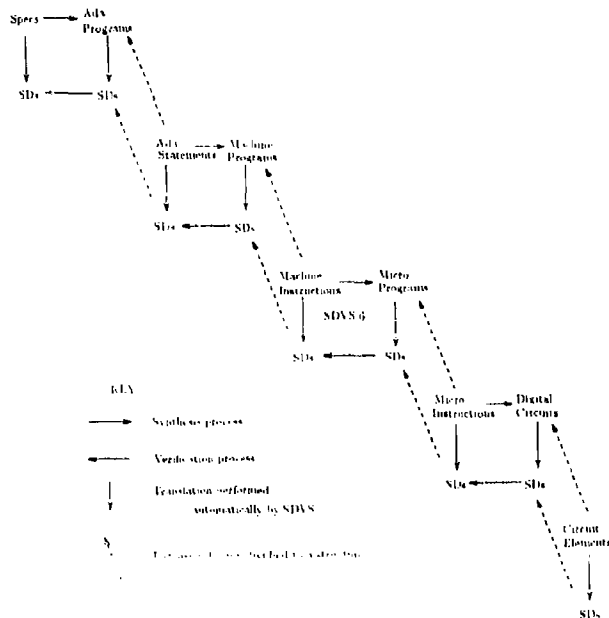 Specs
Ada
Programs
SDs
SDs
Ada
Statements
Machine
Programs
SDs
SDs
Machine
Instructions
Micro
Programs
SDVS 6
SDs
SDs
KEY
Micro
Instructions
Digital
Circuits
Synthesis process
Verification process
SDs
SDs
Translation performed
automatically by SDVS
Circuit
Elements
SDs